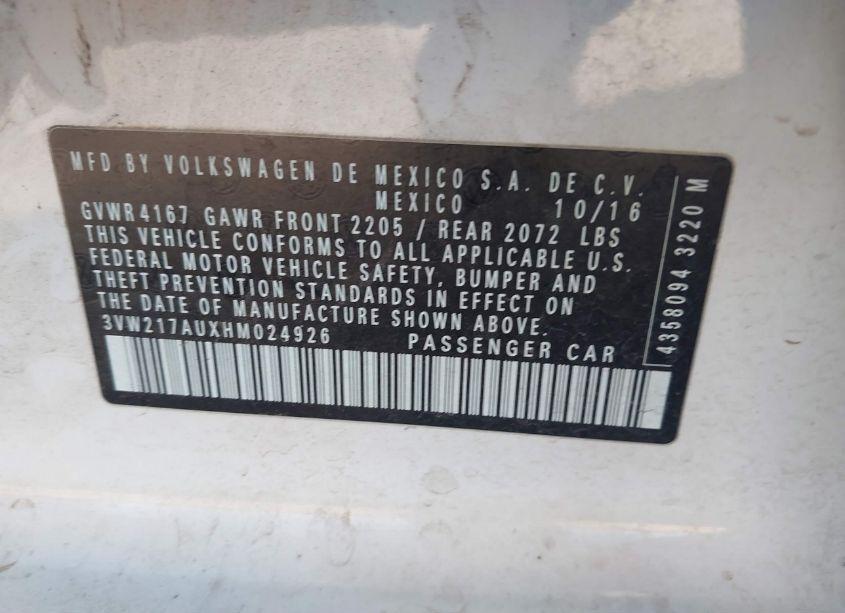 MFD BY VOLKSWAGEN DE MEXICO S.A. DE C.V.
MEXICO 10/16
GVWR 4167 GAWR FRONT 2205 / REAR 2072 LBS
THIS VEHICLE CONFORMS TO ALL APPLICABLE U.S.
FEDERAL MOTOR VEHICLE SAFETY, BUMPER AND
THEFT PREVENTION STANDARDS IN EFFECT ON
THE DATE OF MANUFACTURE SHOWN ABOVE.
3VW217AUXHM024926 PASSENGER CAR
4358094 3220 M